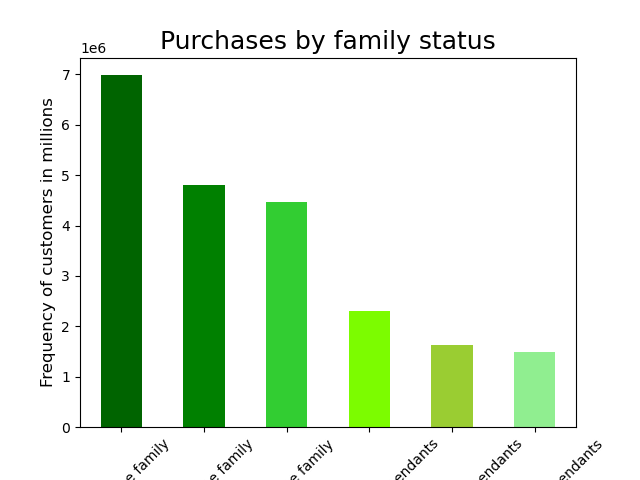 Purchases by family status
1e6
Frequency of customers in millions
7
6
5
4
3
2
1
0
e family
e family
e family
endants
endants
endants